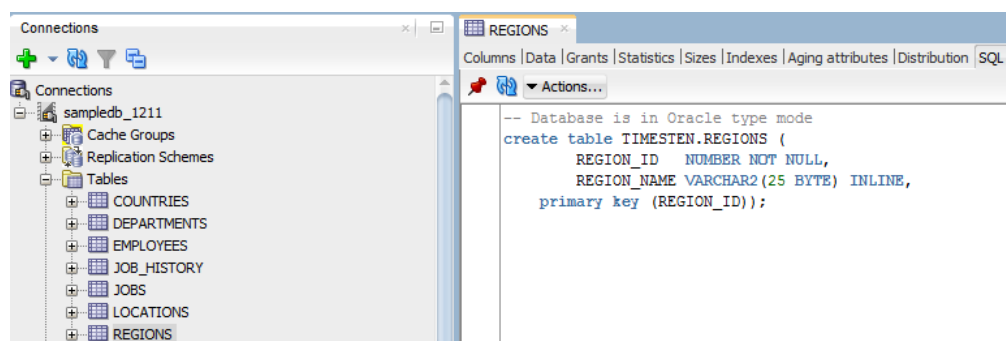 Connections
Connections
sampledb_1211
Cache Groups
Replication Schemes
Tables
COUNTRIES
DEPARTMENTS
EMPLOYEES
JOB_HISTORY
JOBS
LOCATIONS
REGIONS
REGIONS
Columns |Data |Grants |Statistics |Sizes |Indexes |Aging attributes |Distribution |SQL
Actions...
-- Database is in Oracle type mode
create table TIMESTEN.REGIONS (
REGION_ID NUMBER NOT NULL,
REGION_NAME VARCHAR2(25 BYTE) INLINE,
primary key (REGION_ID));